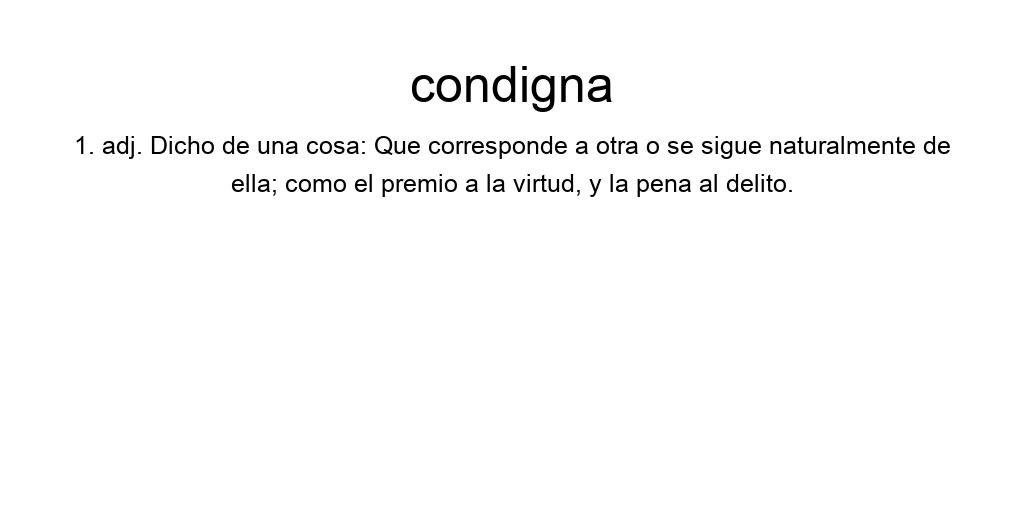 condigna
1. adj. Dicho de una cosa: Que corresponde a otra o se sigue naturalmente de
ella; como el premio a la virtud, y la pena al delito.